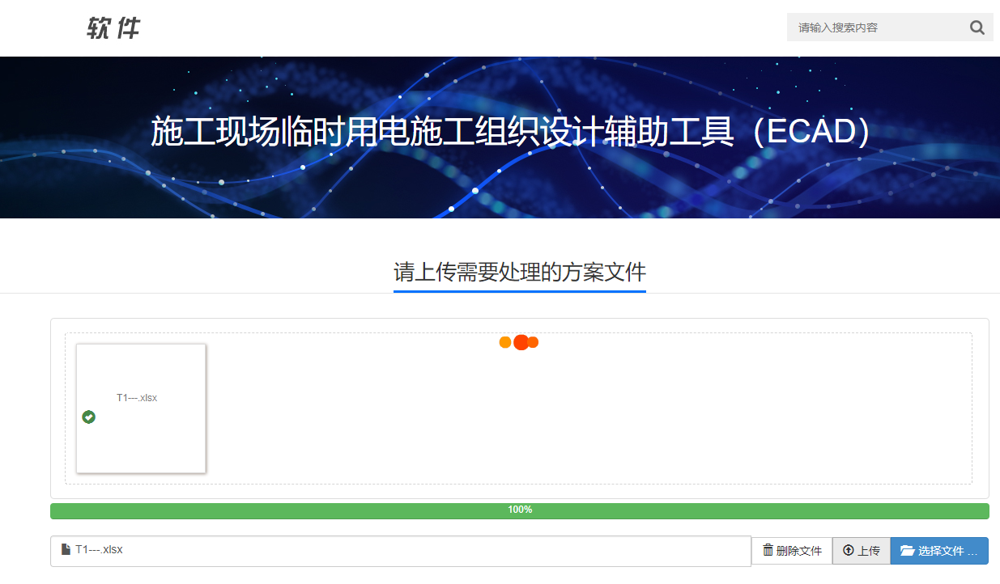 软件
请输入搜索内容
施工现场临时用电施工组织设计辅助工具（ECAD）
请上传需要处理的方案文件
T1---.xlsx
100%
T1---.xlsx
删除文件
上传
选择文件 ...